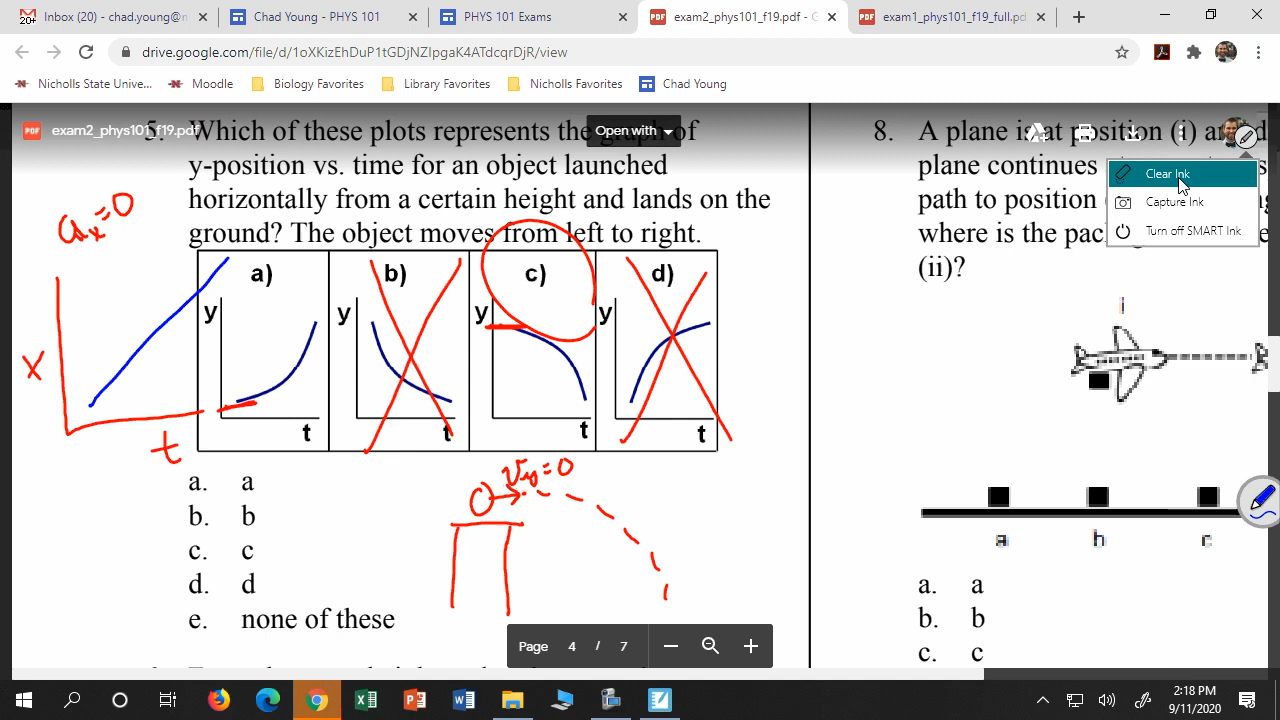 Inbox (20) - chad.young@n
Chad Young - PHYS 101
PHYS 101 Exams
exam2_phys101_f19.pdf - G
exam1_phys101_f19_full.pdf
drive.google.com/file/d/1oXKizEhDuP1tGDjNZIpgaK4ATdcqrDjR/view
Nicholls State Unive...
Moodle
Biology Favorites
Library Favorites
Nicholls Favorites
Chad Young
PDF exam2_phys101_f19.pdf
Open with
5. Which of these plots represents the graph of
y-position vs. time for an object launched
horizontally from a certain height and lands on the
ground? The object moves from left to right.
ax=0
x
t
a) b) c) d)
y y y y
t t t t
vy=0
a. a
b. b
c. c
d. d
e. none of these
8. A plane is at position (i) and
plane continues
path to position
where is the pac
(ii)?
Clear Ink
Capture Ink
Turn off SMART Ink
i
a b c
a. a
b. b
c. c
Page 4 / 7
2:18 PM
9/11/2020